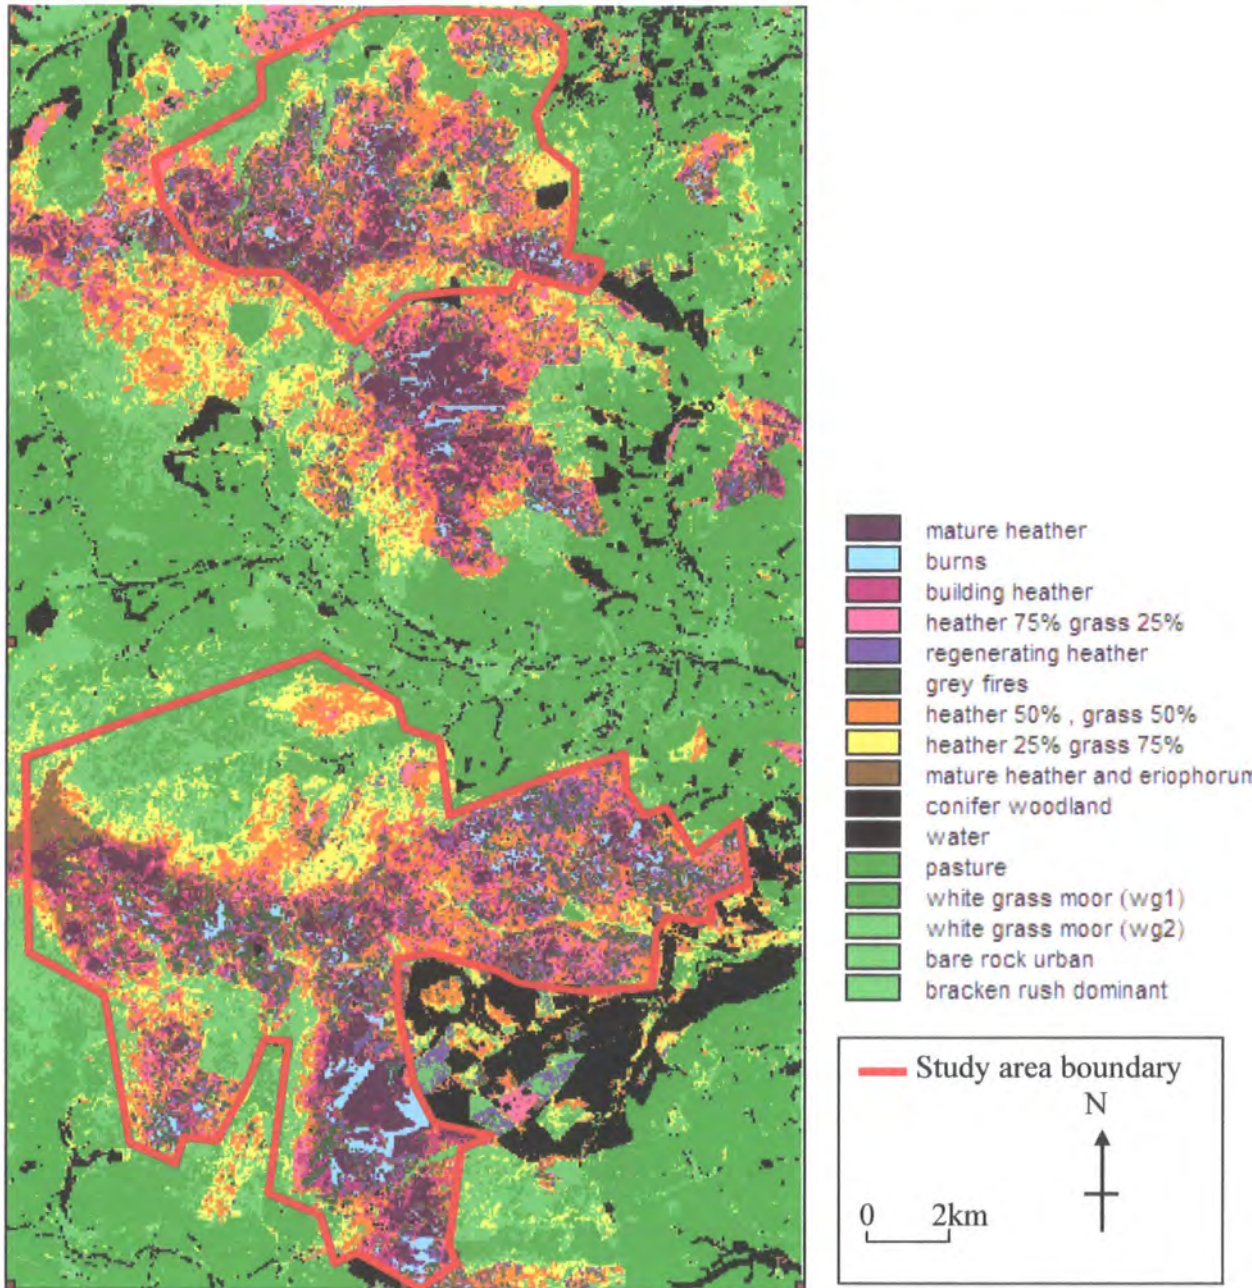 mature heather
burns
building heather
heather 75% grass 25%
regenerating heather
grey fires
heather 50% , grass 50%
heather 25% grass 75%
mature heather and eriophorum
conifer woodland
water
pasture
white grass moor (wg1)
white grass moor (wg2)
bare rock urban
bracken rush dominant
Study area boundary
N
0 2km